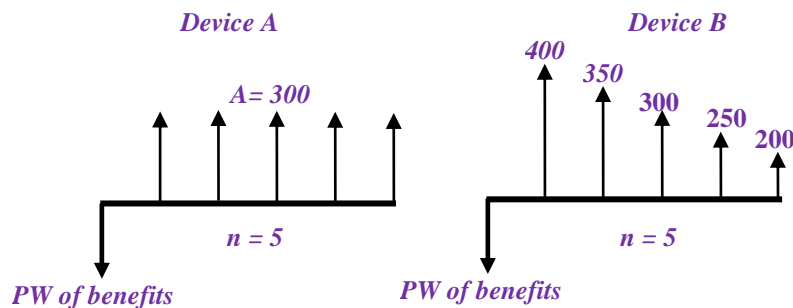 Device A
A= 300
n = 5
PW of benefits
Device B
400
350
300
250
200
n = 5
PW of benefits